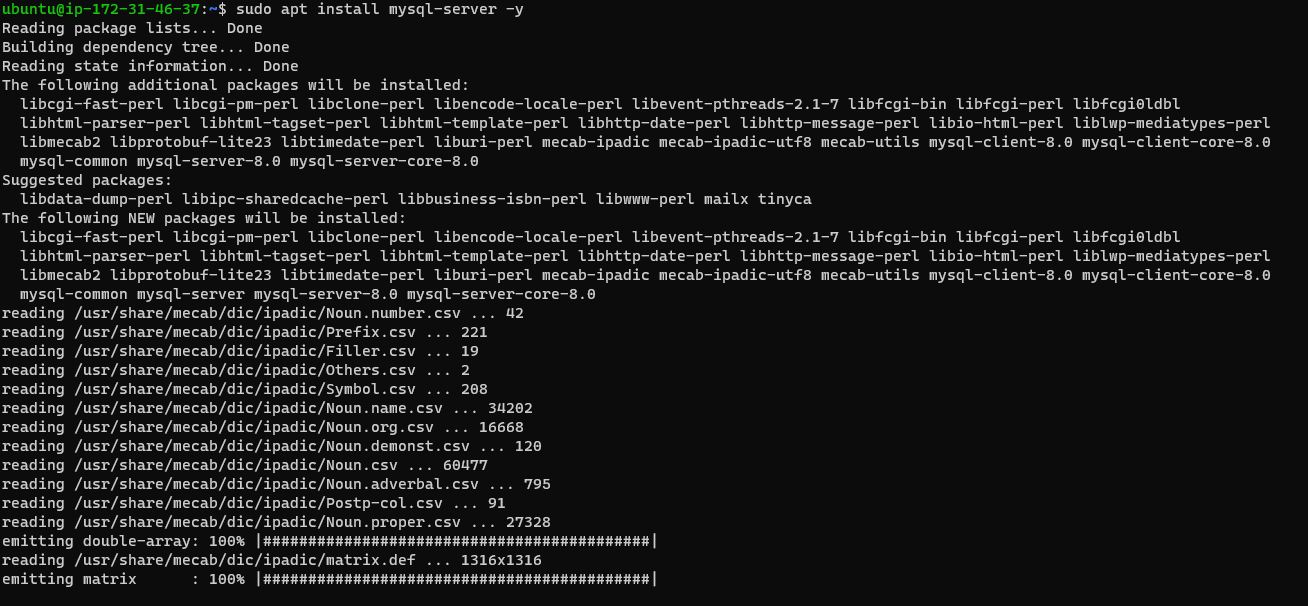 ubuntu@ip-172-31-46-37:~$ sudo apt install mysql-server -y
Reading package lists... Done
Building dependency tree... Done
Reading state information... Done
The following additional packages will be installed:
  libcgi-fast-perl libcgi-pm-perl libclone-perl libencode-locale-perl libevent-pthreads-2.1-7 libfcgi-bin libfcgi-perl libfcgi0ldbl
  libhtml-parser-perl libhtml-tagset-perl libhtml-template-perl libhttp-date-perl libhttp-message-perl libio-html-perl liblwp-mediatypes-perl
  libmecab2 libprotobuf-lite23 libtimedate-perl liburi-perl mecab-ipadic mecab-ipadic-utf8 mecab-utils mysql-client-8.0 mysql-client-core-8.0
  mysql-common mysql-server-8.0 mysql-server-core-8.0
Suggested packages:
  libdata-dump-perl libipc-sharedcache-perl libbusiness-isbn-perl libwww-perl mailx tinyca
The following NEW packages will be installed:
  libcgi-fast-perl libcgi-pm-perl libclone-perl libencode-locale-perl libevent-pthreads-2.1-7 libfcgi-bin libfcgi-perl libfcgi0ldbl
  libhtml-parser-perl libhtml-tagset-perl libhtml-template-perl libhttp-date-perl libhttp-message-perl libio-html-perl liblwp-mediatypes-perl
  libmecab2 libprotobuf-lite23 libtimedate-perl liburi-perl mecab-ipadic mecab-ipadic-utf8 mecab-utils mysql-client-8.0 mysql-client-core-8.0
  mysql-common mysql-server mysql-server-8.0 mysql-server-core-8.0
reading /usr/share/mecab/dic/ipadic/Noun.number.csv ... 42
reading /usr/share/mecab/dic/ipadic/Prefix.csv ... 221
reading /usr/share/mecab/dic/ipadic/Filler.csv ... 19
reading /usr/share/mecab/dic/ipadic/Others.csv ... 2
reading /usr/share/mecab/dic/ipadic/Symbol.csv ... 208
reading /usr/share/mecab/dic/ipadic/Noun.name.csv ... 34202
reading /usr/share/mecab/dic/ipadic/Noun.org.csv ... 16668
reading /usr/share/mecab/dic/ipadic/Noun.demonst.csv ... 120
reading /usr/share/mecab/dic/ipadic/Noun.csv ... 60477
reading /usr/share/mecab/dic/ipadic/Noun.adverbal.csv ... 795
reading /usr/share/mecab/dic/ipadic/Postp-col.csv ... 91
reading /usr/share/mecab/dic/ipadic/Noun.proper.csv ... 27328
emitting double-array: 100% |###########################################|
reading /usr/share/mecab/dic/ipadic/matrix.def ... 1316x1316
emitting matrix      : 100% |###########################################|